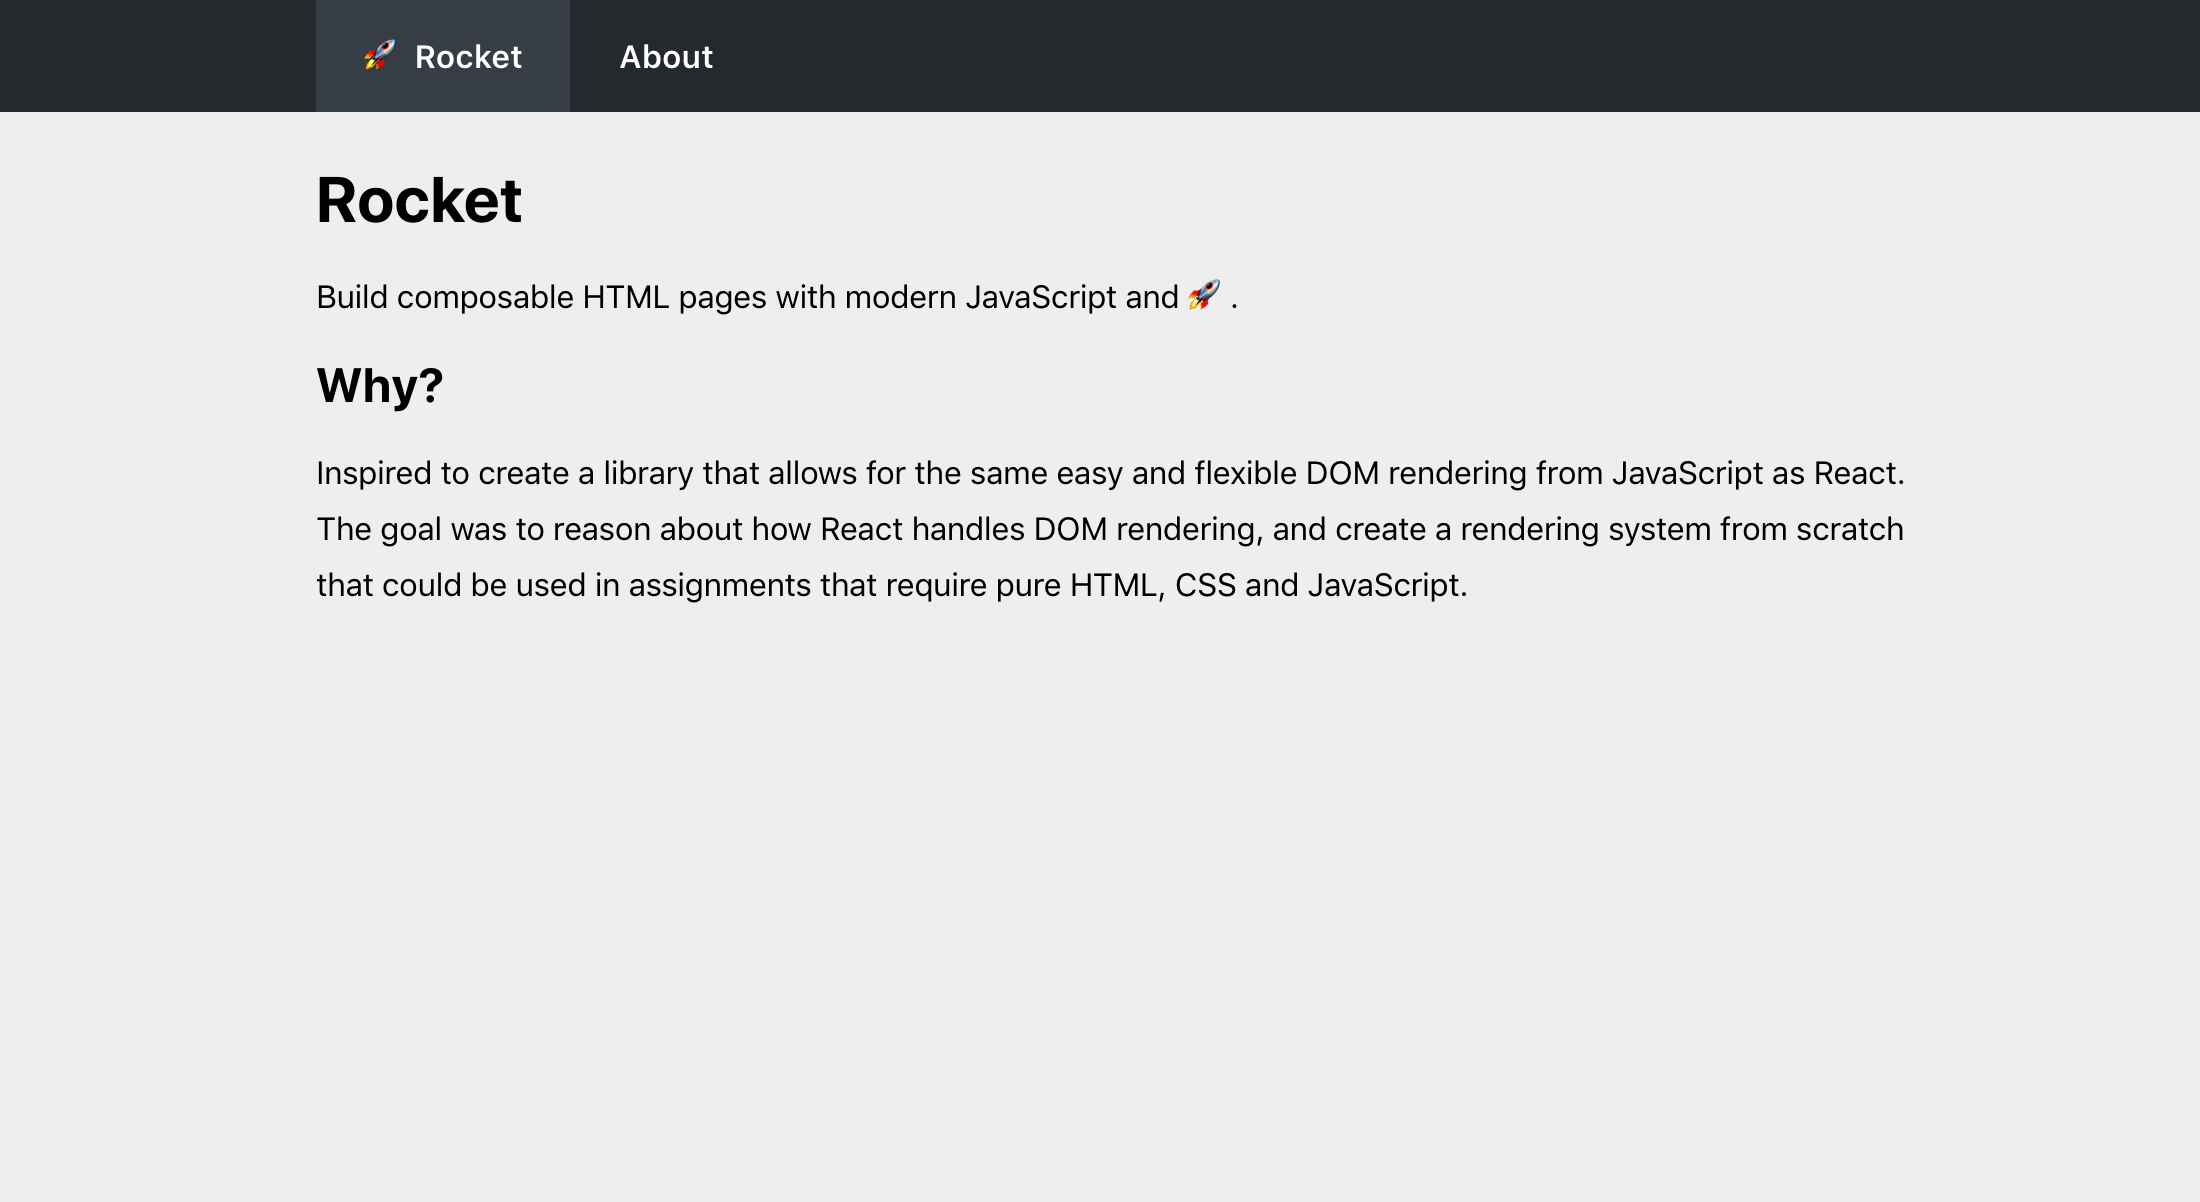 🚀 Rocket About
Rocket
Build composable HTML pages with modern JavaScript and 🚀 .
Why?
Inspired to create a library that allows for the same easy and flexible DOM rendering from JavaScript as React.
The goal was to reason about how React handles DOM rendering, and create a rendering system from scratch
that could be used in assignments that require pure HTML, CSS and JavaScript.